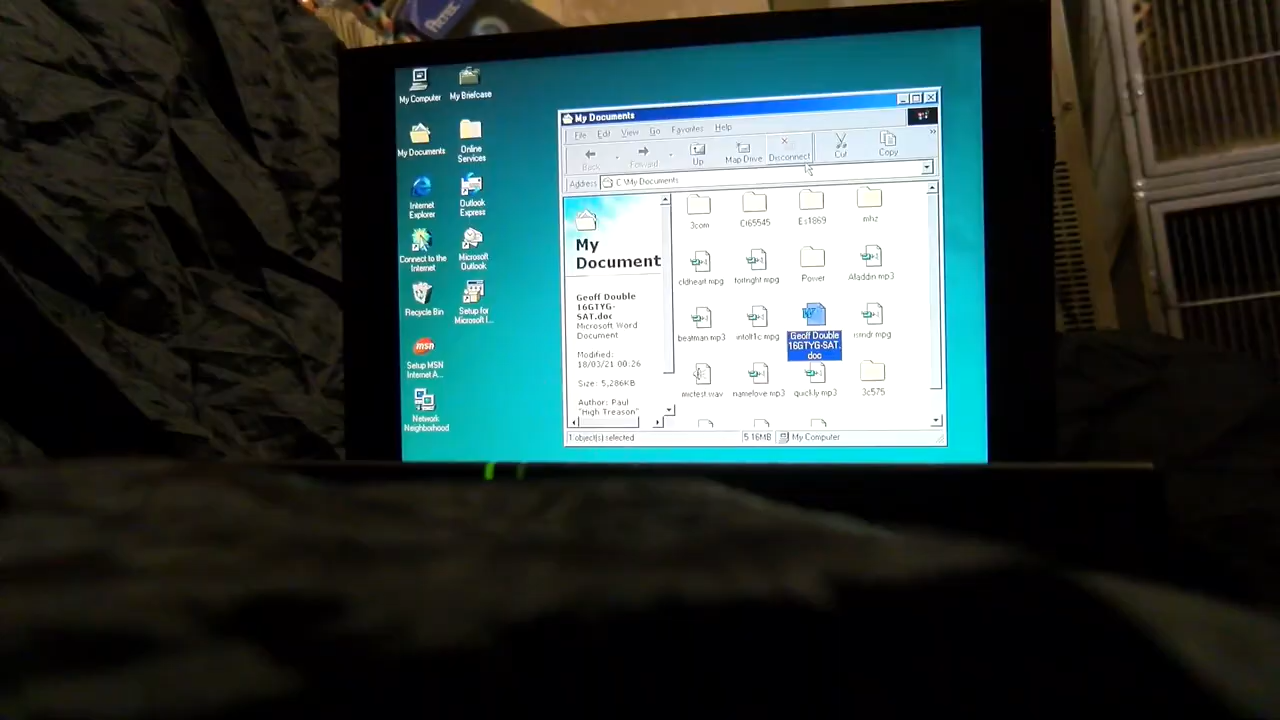 My Computer
My Briefcase
My Documents
Online
Services
Internet
Explorer
Outlook
Express
Connect to the
Internet
Microsoft
Outlook
Recycle Bin
Setup for
Microsoft I...
msn
Setup MSN
Internet A...
Network
Neighborhood
My Documents
File Edit View Go Favorites Help
Back Forward Up Map Drive Disconnect Cut Copy
Address C:\My Documents
My
Document
Geoff Double
16GTYG-
SAT.doc
Microsoft Word
Document
Modified:
18/03/21 00:26
Size: 5,286KB
Author: Paul
"High Treason"
3com Ct65545 Es1869 mhz
cldheart.mpg fortnight.mpg Power Aladdin.mp3
beatman.mp3 Geoff Double
16GTYG-SAT.
doc
mictest.wav namelove.mp3 quickly.mp3 3c575
1 object(s) selected 5.16MB My Computer